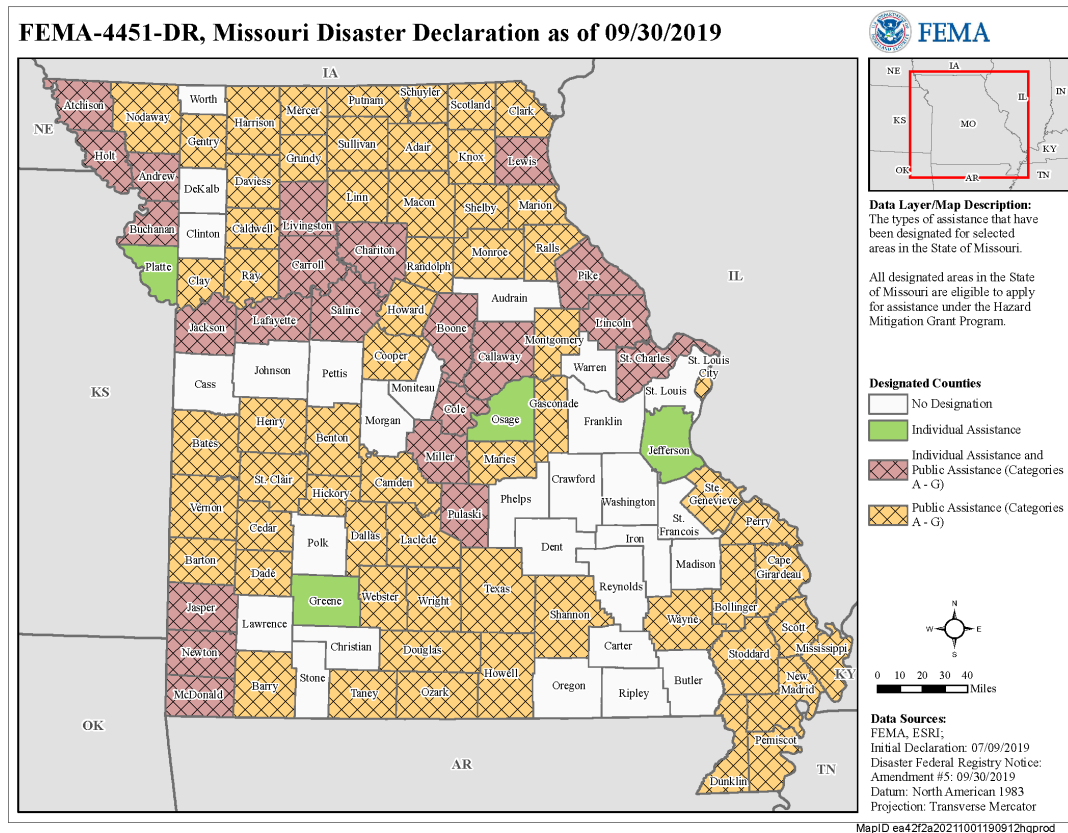 FEMA-4451-DR, Missouri Disaster Declaration as of 09/30/2019
FEMA
IA
NE
KS
OK
AR
IL
KY
TN
Atchison
Nodaway
Worth
Harrison
Mercer
Putnam
Schuyler
Scotland
Clark
Gentry
Holt
Andrew
DeKalb
Daviess
Grundy
Sullivan
Adair
Knox
Lewis
Buchanan
Clinton
Caldwell
Livingston
Linn
Macon
Shelby
Marion
Platte
Clay
Ray
Carroll
Chariton
Randolph
Monroe
Ralls
Pike
Audrain
Jackson
Lafayette
Saline
Howard
Boone
Callaway
Montgomery
Lincoln
Warren
St. Charles
St. Louis
City
St. Louis
Cass
Johnson
Pettis
Cooper
Moniteau
Morgan
Cole
Osage
Gasconade
Franklin
Jefferson
Bates
Henry
Benton
Miller
Maries
Camden
Pulaski
Phelps
Crawford
Washington
Ste.
Genevieve
St.
Francois
Perry
Vernon
St. Clair
Hickory
Cedar
Polk
Dallas
Laclede
Dent
Iron
Madison
Cape
Girardeau
Barton
Dade
Greene
Webster
Wright
Texas
Shannon
Reynolds
Wayne
Bollinger
Scott
Mississippi
Jasper
Lawrence
Christian
Douglas
Howell
Carter
Stoddard
New
Madrid
Newton
McDonald
Barry
Stone
Taney
Ozark
Oregon
Ripley
Butler
Dunklin
Pemiscot
NE
IA
IL
IN
KS
MO
KY
OK
AR
TN
Data Layer/Map Description:
The types of assistance that have
been designated for selected
areas in the State of Missouri.
All designated areas in the State
of Missouri are eligible to apply
for assistance under the Hazard
Mitigation Grant Program.
Designated Counties
No Designation
Individual Assistance
Individual Assistance and
Public Assistance (Categories
A - G)
Public Assistance (Categories
A - G)
N
W
E
S
0 10 20 30 40
Miles
Data Sources:
FEMA, ESRI;
Initial Declaration: 07/09/2019
Disaster Federal Registry Notice:
Amendment #5: 09/30/2019
Datum: North American 1983
Projection: Transverse Mercator
MapID ea42f2a20211001190912hqprod